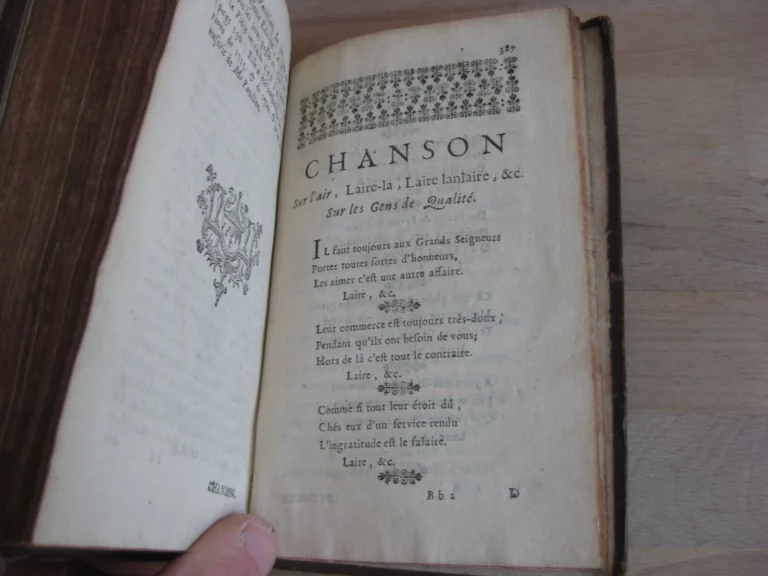 CHANSON.
387
CHANSON
Sur l'air, Laire-la, Laire lanlaire, &c.
Sur les Gens de Qualité.
IL faut toujours aux Grands Seigneurs
Porter toutes ſortes d'honneurs,
Les aimer c'eſt une autre affaire.
Laire, &c.
Leur commerce eſt toujours très-doux,
Pendant qu'ils ont beſoin de vous;
Hors de là c'eſt tout le contraire.
Laire, &c.
Comme ſi tout leur étoit dû,
Chés eux d'un ſervice rendu
L'ingratitude eſt le ſalaire.
Laire, &c.
Bb2 D